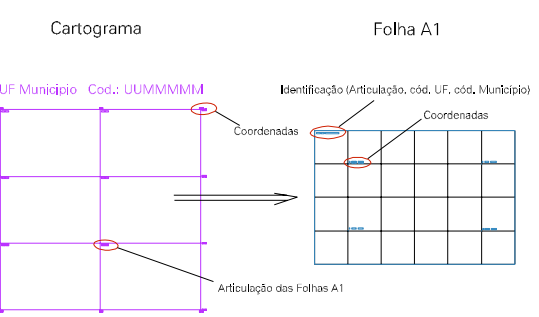 Cartograma
Folha A1
UF Município Cod.: UUMMMMM
Identificação (Articulação, cód. UF, cód. Município)
Coordenadas
Coordenadas
Articulação das Folhas A1